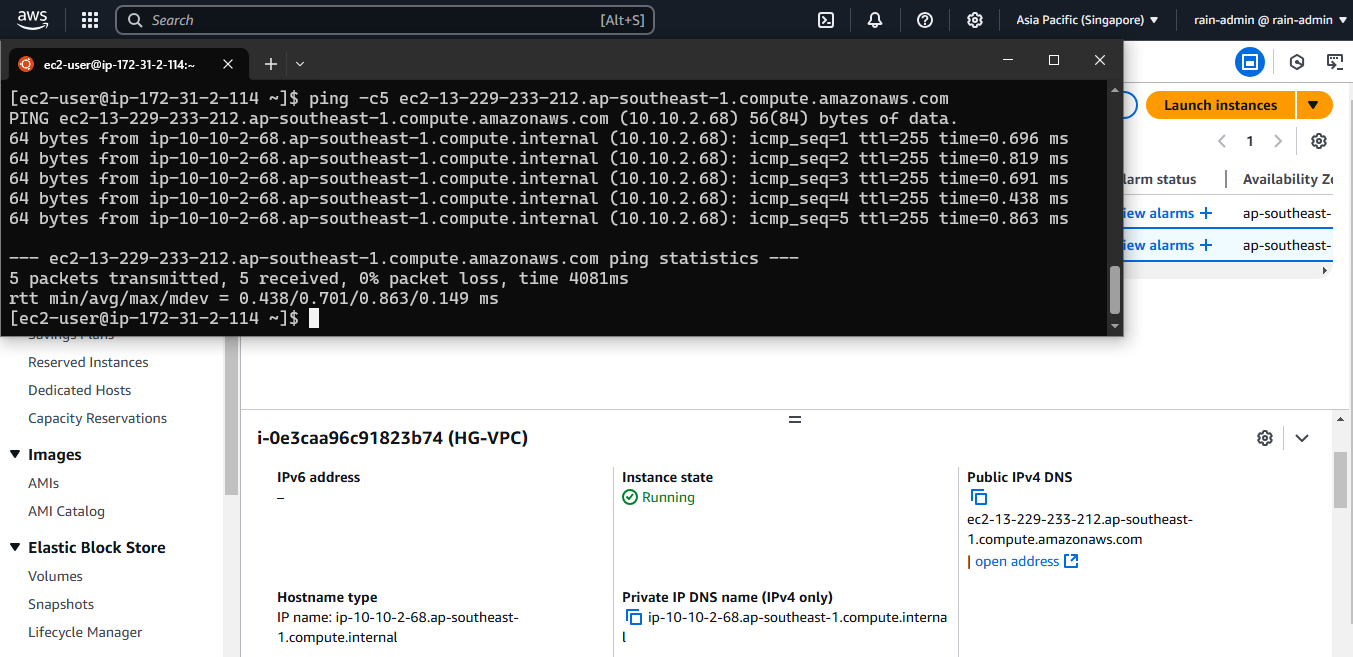 aws
Search [Alt+S]
Asia Pacific (Singapore)
rain-admin @ rain-admin
ec2-user@ip-172-31-2-114:~
[ec2-user@ip-172-31-2-114 ~]$ ping -c5 ec2-13-229-233-212.ap-southeast-1.compute.amazonaws.com
PING ec2-13-229-233-212.ap-southeast-1.compute.amazonaws.com (10.10.2.68) 56(84) bytes of data.
64 bytes from ip-10-10-2-68.ap-southeast-1.compute.internal (10.10.2.68): icmp_seq=1 ttl=255 time=0.696 ms
64 bytes from ip-10-10-2-68.ap-southeast-1.compute.internal (10.10.2.68): icmp_seq=2 ttl=255 time=0.819 ms
64 bytes from ip-10-10-2-68.ap-southeast-1.compute.internal (10.10.2.68): icmp_seq=3 ttl=255 time=0.691 ms
64 bytes from ip-10-10-2-68.ap-southeast-1.compute.internal (10.10.2.68): icmp_seq=4 ttl=255 time=0.438 ms
64 bytes from ip-10-10-2-68.ap-southeast-1.compute.internal (10.10.2.68): icmp_seq=5 ttl=255 time=0.863 ms
--- ec2-13-229-233-212.ap-southeast-1.compute.amazonaws.com ping statistics ---
5 packets transmitted, 5 received, 0% packet loss, time 4081ms
rtt min/avg/max/mdev = 0.438/0.701/0.863/0.149 ms
[ec2-user@ip-172-31-2-114 ~]$
Launch instances
1
larm status
Availability Zo
iew alarms +
ap-southeast-
iew alarms +
ap-southeast-
Savings Plans
Reserved Instances
Dedicated Hosts
Capacity Reservations
Images
AMIs
AMI Catalog
Elastic Block Store
Volumes
Snapshots
Lifecycle Manager
i-0e3caa96c91823b74 (HG-VPC)
IPv6 address
–
Instance state
Running
Public IPv4 DNS
ec2-13-229-233-212.ap-southeast-
1.compute.amazonaws.com
| open address
Hostname type
IP name: ip-10-10-2-68.ap-southeast-
1.compute.internal
Private IP DNS name (IPv4 only)
ip-10-10-2-68.ap-southeast-1.compute.interna
l